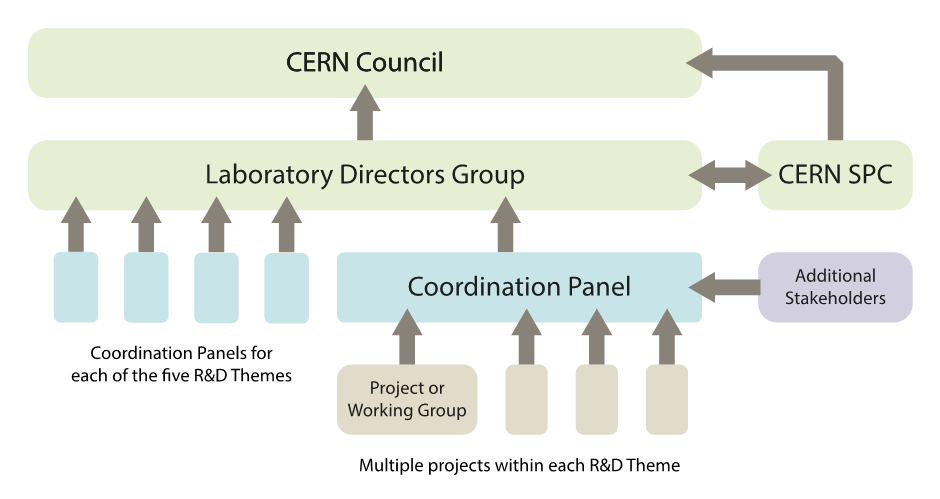 CERN Council
Laboratory Directors Group
CERN SPC
Coordination Panel
Additional
Stakeholders
Coordination Panels for
each of the five R&D Themes
Project or
Working Group
Multiple projects within each R&D Theme